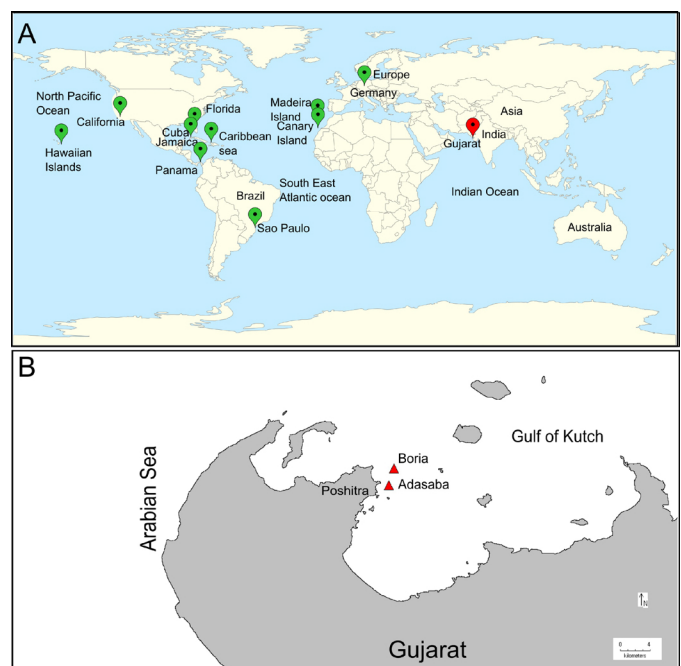 A
North Pacific
Ocean
California
Hawaiian
Islands
Florida
Cuba
Jamaica
Caribbean
sea
Panama
Madeira
Island
Canary
Island
Europe
Germany
Asia
India
Gujarat
South East
Atlantic ocean
Brazil
Sao Paulo
Indian Ocean
Australia
B
Arabian Sea
Gulf of Kutch
Boria
Poshitra
Adasaba
N
0 4
kilometers
Gujarat